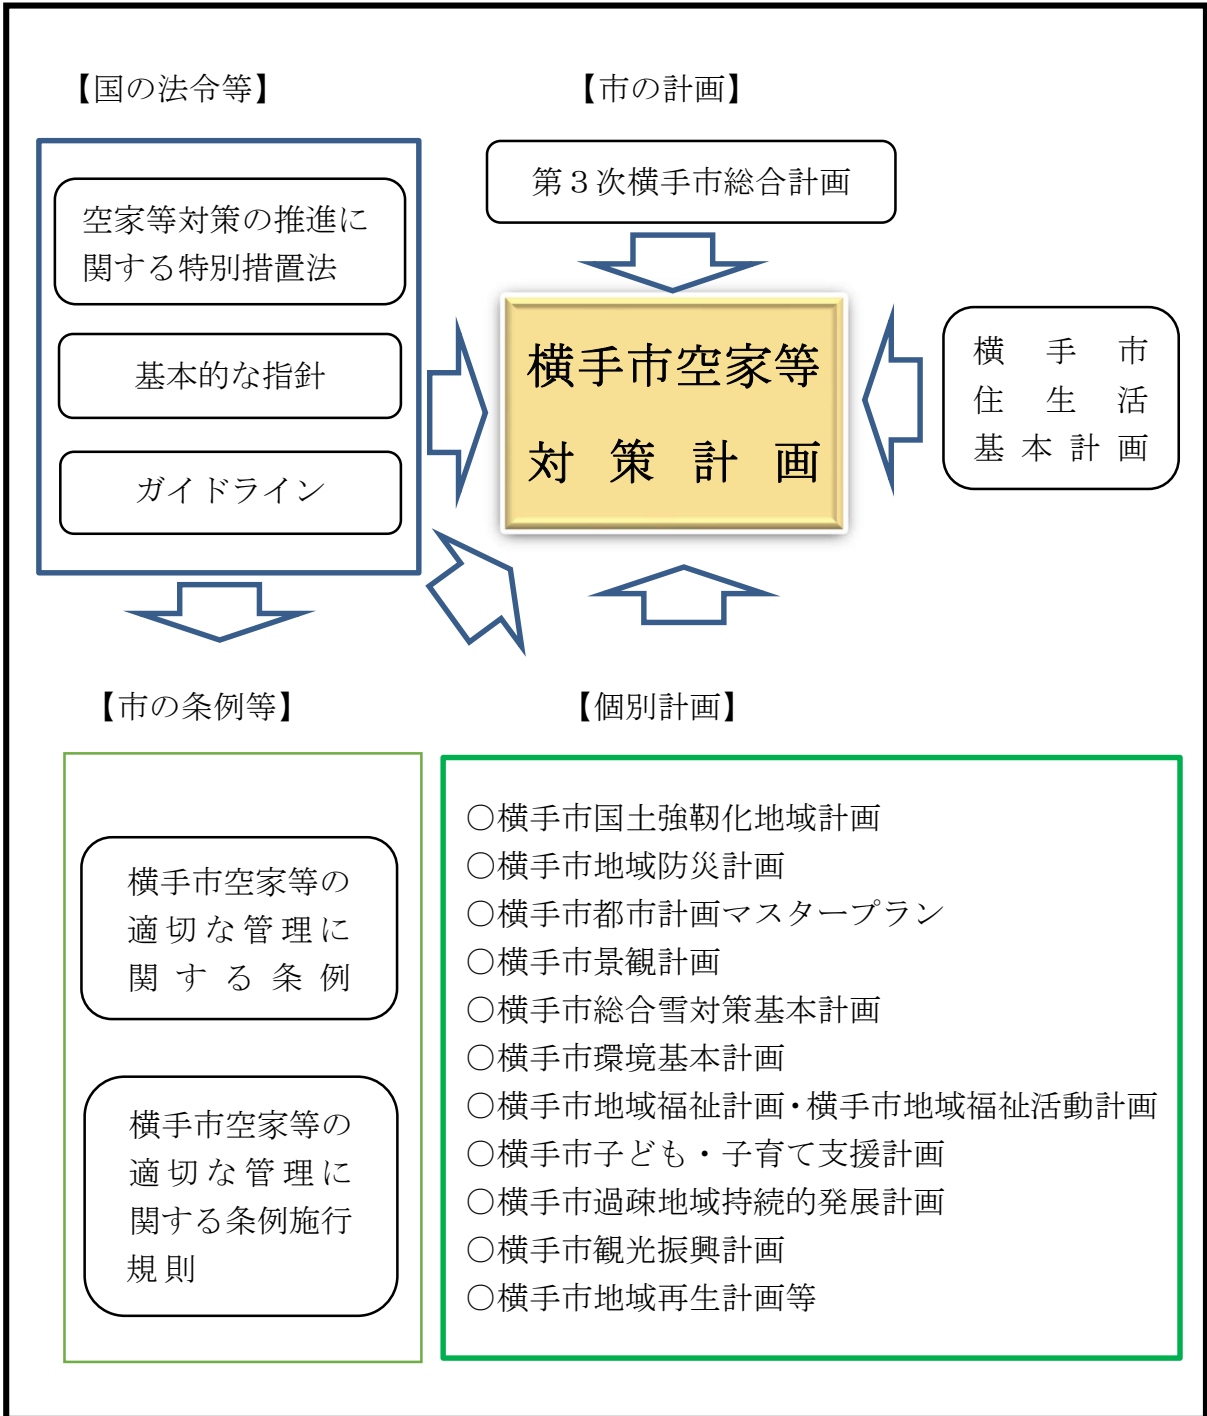 【国の法令等】
空家等対策の推進に
関する特別措置法
基本的な指針
ガイドライン
【市の計画】
第３次横手市総合計画
横手市空家等
対策計画
横手市
住生活
基本計画
【市の条例等】
横手市空家等の
適切な管理に
関する条例
横手市空家等の
適切な管理に
関する条例施行
規則
【個別計画】
○横手市国土強靭化地域計画
○横手市地域防災計画
○横手市都市計画マスタープラン
○横手市景観計画
○横手市総合雪対策基本計画
○横手市環境基本計画
○横手市地域福祉計画・横手市地域福祉活動計画
○横手市子ども・子育て支援計画
○横手市過疎地域持続的発展計画
○横手市観光振興計画
○横手市地域再生計画等